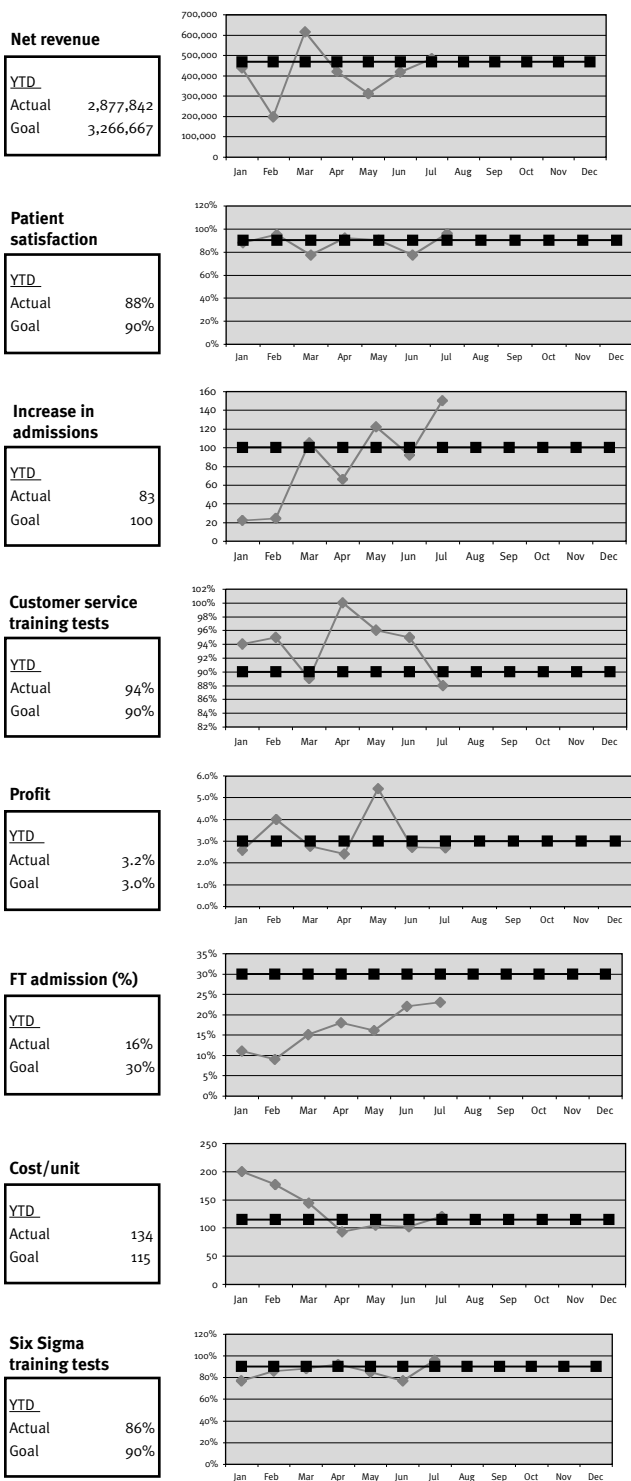 Net revenue
YTD
Actual 2,877,842
Goal 3,266,667
700,000
600,000
500,000
400,000
300,000
200,000
100,000
0
Jan Feb Mar Apr May Jun Jul Aug Sep Oct Nov Dec
Patient
satisfaction
YTD
Actual 88%
Goal 90%
120%
100%
80%
60%
40%
20%
0%
Jan Feb Mar Apr May Jun Jul Aug Sep Oct Nov Dec
Increase in
admissions
YTD
Actual 83
Goal 100
160
140
120
100
80
60
40
20
0
Jan Feb Mar Apr May Jun Jul Aug Sep Oct Nov Dec
Customer service
training tests
YTD
Actual 94%
Goal 90%
102%
100%
98%
96%
94%
92%
90%
88%
86%
84%
82%
Jan Feb Mar Apr May Jun Jul Aug Sep Oct Nov Dec
Profit
YTD
Actual 3.2%
Goal 3.0%
6.0%
5.0%
4.0%
3.0%
2.0%
1.0%
0.0%
Jan Feb Mar Apr May Jun Jul Aug Sep Oct Nov Dec
FT admission (%)
YTD
Actual 16%
Goal 30%
35%
30%
25%
20%
15%
10%
5%
0%
Jan Feb Mar Apr May Jun Jul Aug Sep Oct Nov Dec
Cost/unit
YTD
Actual 134
Goal 115
250
200
150
100
50
0
Jan Feb Mar Apr May Jun Jul Aug Sep Oct Nov Dec
Six Sigma
training tests
YTD
Actual 86%
Goal 90%
120%
100%
80%
60%
40%
20%
0%
Jan Feb Mar Apr May Jun Jul Aug Sep Oct Nov Dec